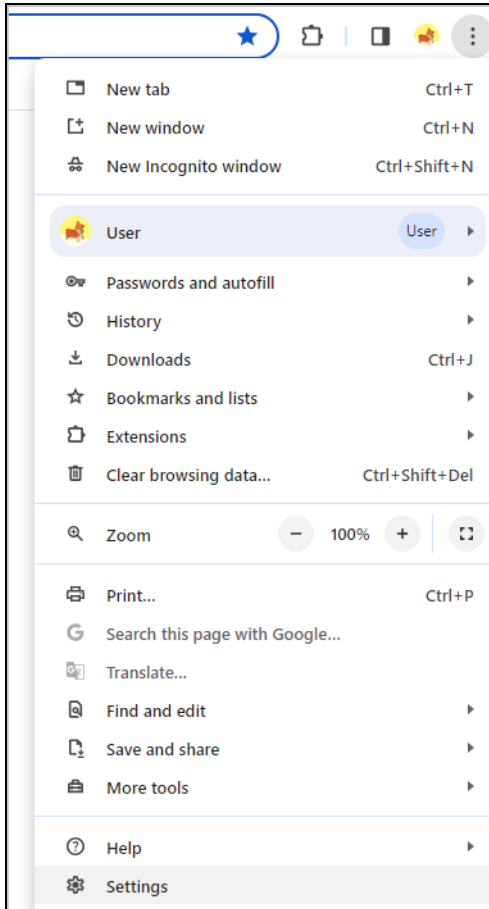 New tab Ctrl+T
New window Ctrl+N
New Incognito window Ctrl+Shift+N
User User
Passwords and autofill
History
Downloads Ctrl+J
Bookmarks and lists
Extensions
Clear browsing data... Ctrl+Shift+Del
Zoom − 100% +
Print... Ctrl+P
Search this page with Google...
Translate...
Find and edit
Save and share
More tools
Help
Settings